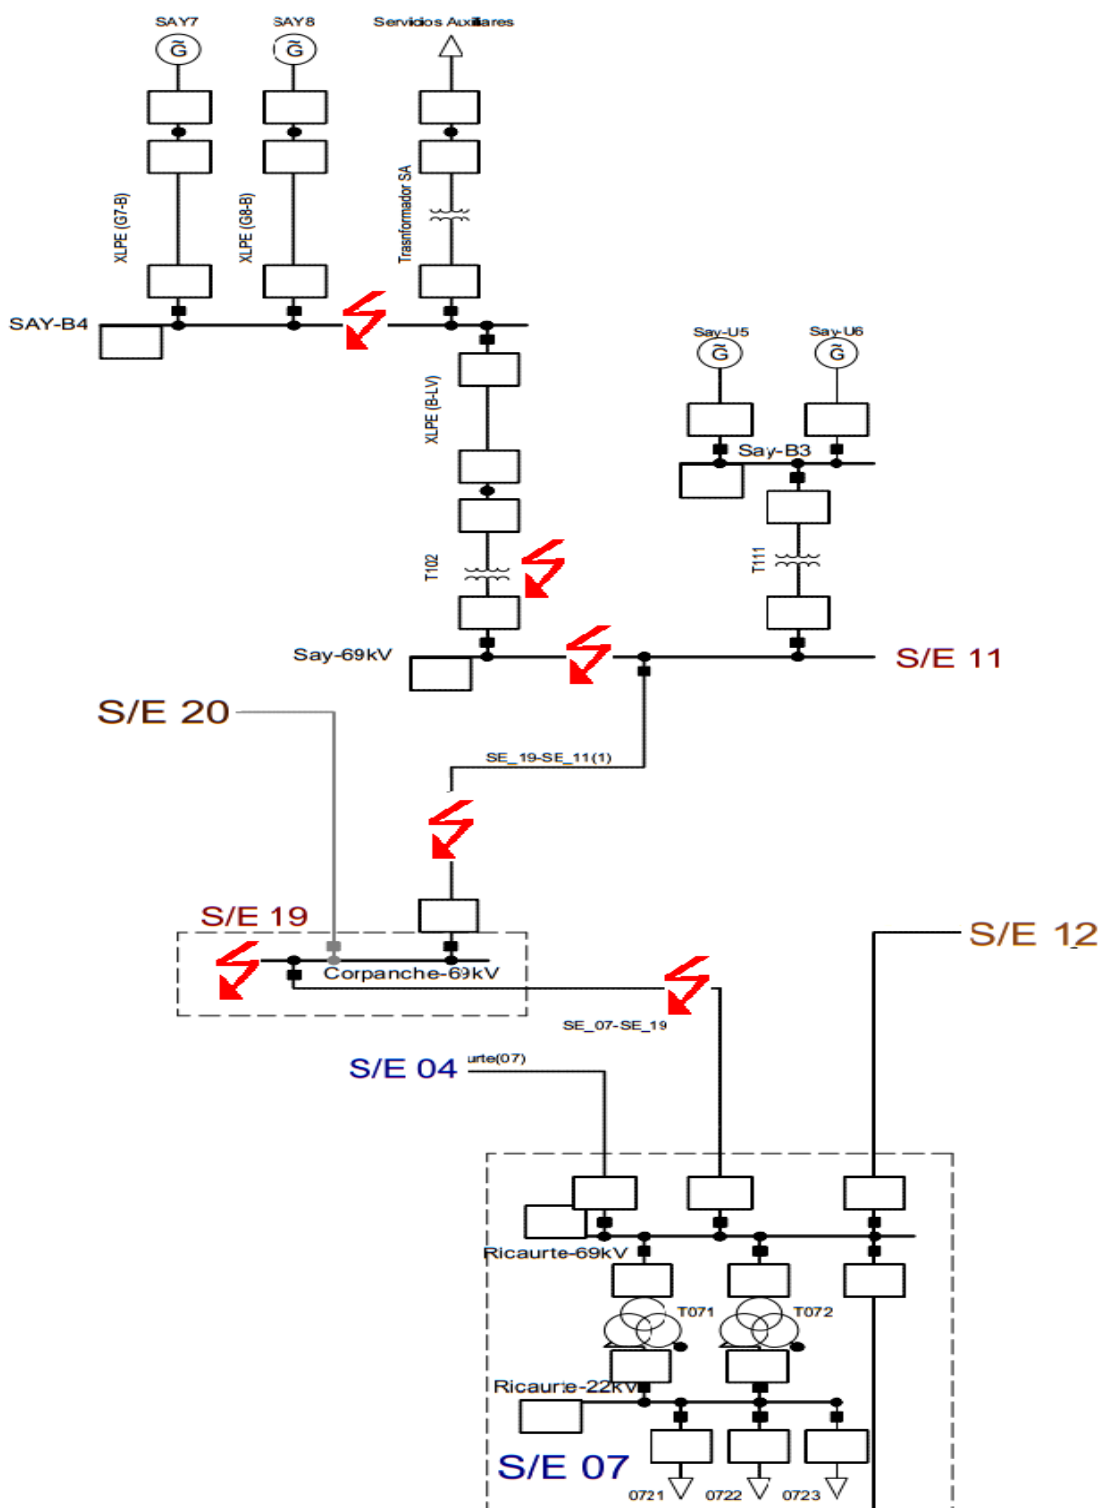 SAY7
SAY8
Servicios Auxiliares
G
G
XLPE (G7-B)
XLPE (G8-B)
Trasnformador SA
SAY-B4
Say-U5
Say-U6
G
G
XLPE (B-LV)
Say-B3
T102
T111
Say-69kV
S/E 11
S/E 20
SE_19-SE_11(1)
S/E 19
S/E 12
Corpanche-69kV
SE_07-SE_19
S/E 04
urte(07)
Ricaurte-69kV
T071
T072
Ricaurte-22kV
S/E 07
0721
0722
0723